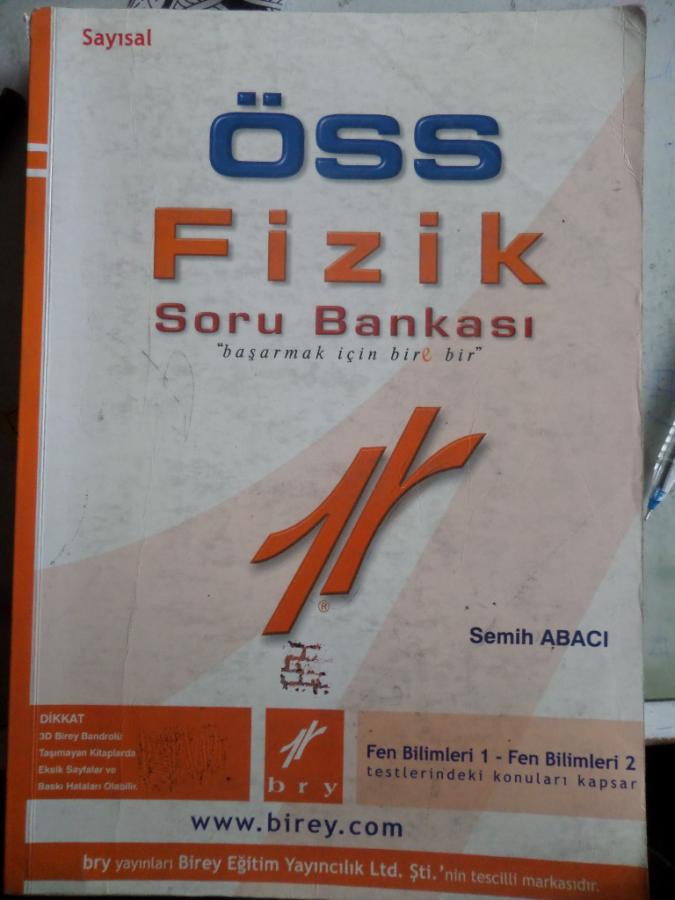 Sayısal
ÖSS
Fizik
Soru Bankası
"başarmak için bire bir"
®
Semih ABACI
DİKKAT
3D Birey Bandrolü
Taşımayan Kitaplarda
Eksik Sayfalar ve
Baskı Hataları Olabilir.
bry
Fen Bilimleri 1 - Fen Bilimleri 2
testlerindeki konuları kapsar
www.birey.com
bry yayınları Birey Eğitim Yayıncılık Ltd. Şti.'nin tescilli markasıdır.